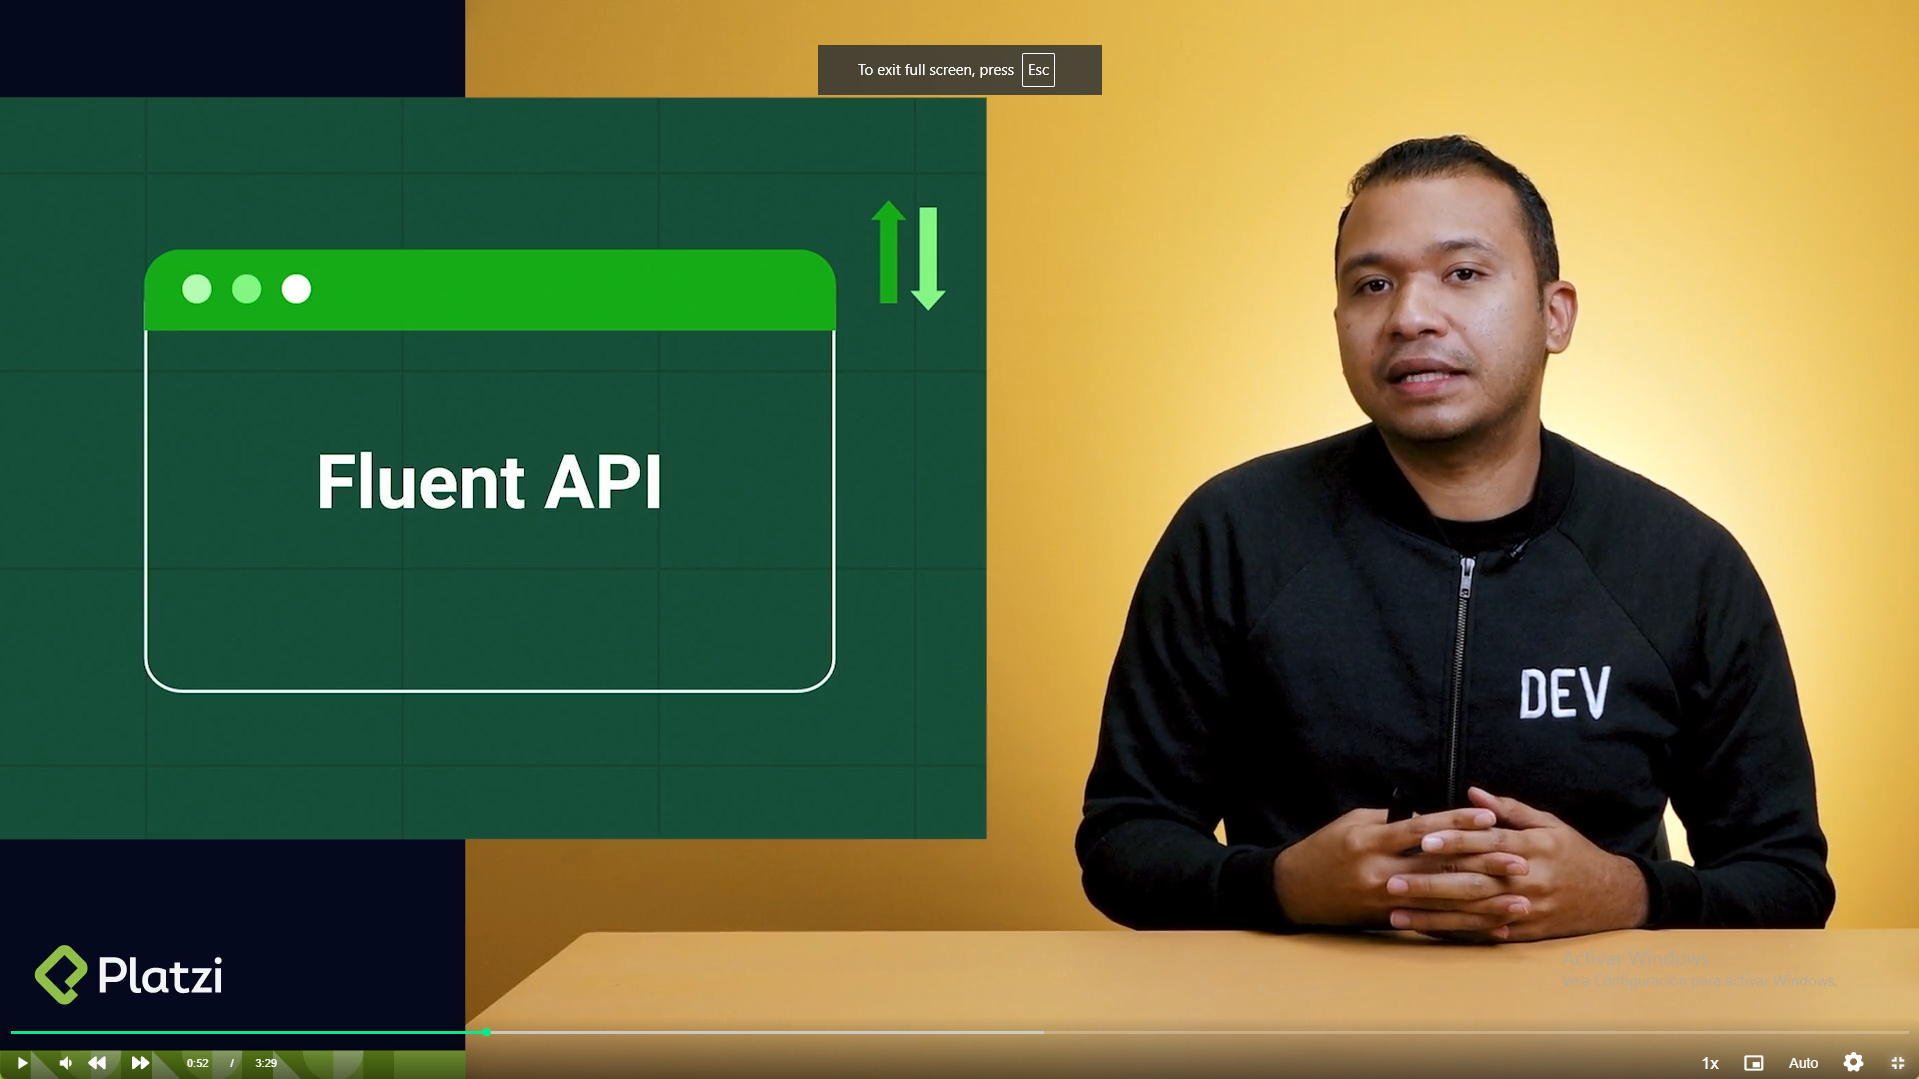 To exit full screen, press Esc
Fluent API
DEV
Platzi
Activar Windows
Ve a Configuración para activar Windows.
0:52 / 3:29
1x
Auto